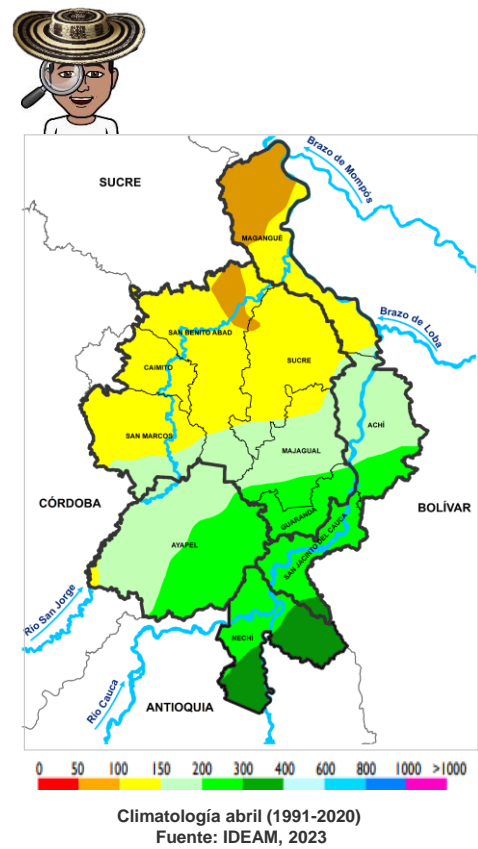 SUCRE
Brazo de Mompós
MAGANGUÉ
Brazo de Loba
SAN BENITO ABAD
CAIMITO
SUCRE
SAN MARCOS
ACHÍ
MAJAGUAL
CÓRDOBA
BOLÍVAR
GUARANDA
AYAPEL
SAN JACINTO DEL CAUCA
Río San Jorge
NECHÍ
Río Cauca
ANTIOQUIA
0 50 100 150 200 300 400 600 800 1000 >1000
Climatología abril (1991-2020)
Fuente: IDEAM, 2023